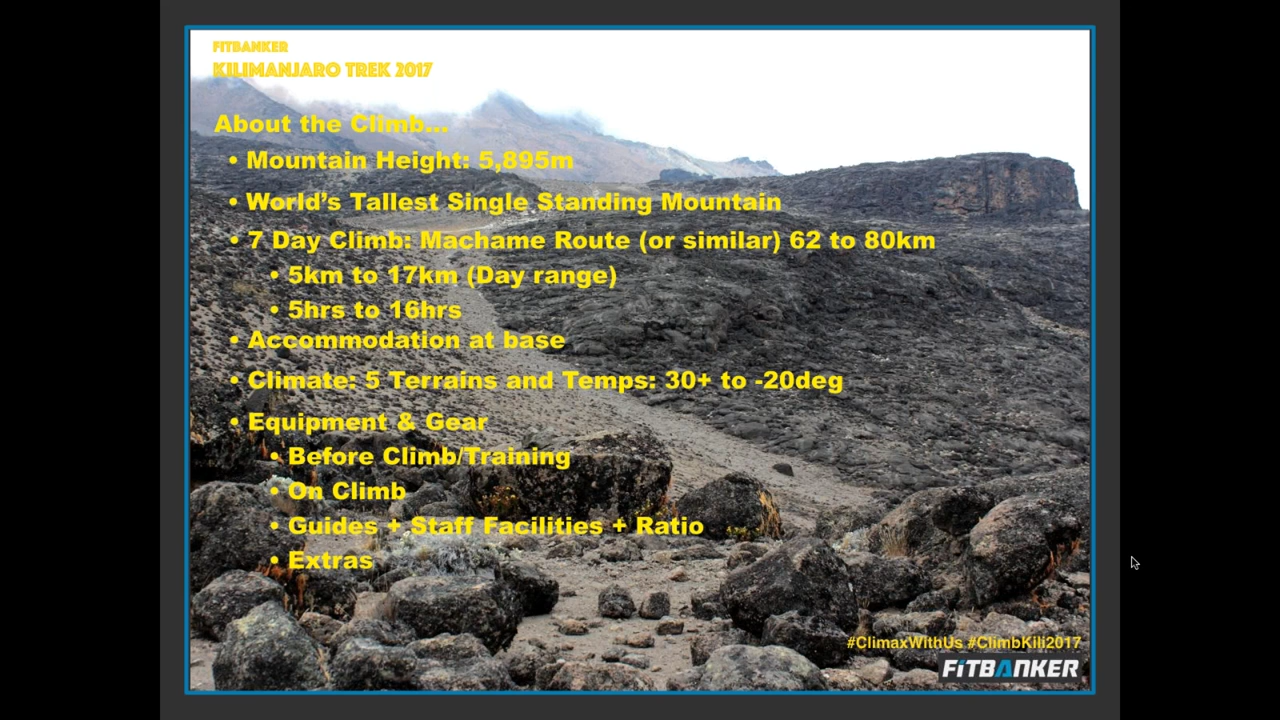 FITBANKER
KILIMANJARO TREK 2017
About the Climb...
• Mountain Height: 5,895m
• World’s Tallest Single Standing Mountain
• 7 Day Climb: Machame Route (or similar) 62 to 80km
• 5km to 17km (Day range)
• 5hrs to 16hrs
• Accommodation at base
• Climate: 5 Terrains and Temps: 30+ to -20deg
• Equipment & Gear
• Before Climb/Training
• On Climb
• Guides + Staff Facilities + Ratio
• Extras
#ClimaxWithUs #ClimbKili2017
FiTBANKER